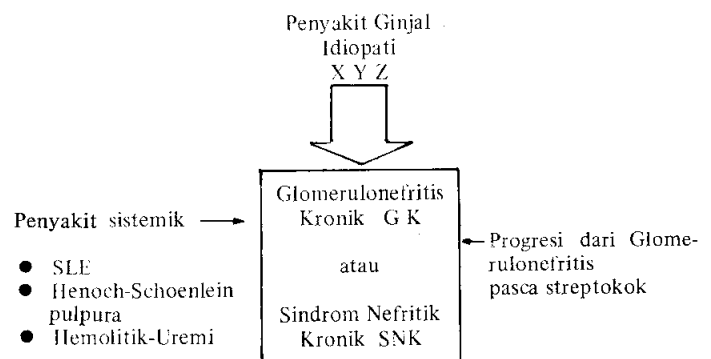 Penyakit Ginjal
Idiopati
X Y Z
Glomerulonefritis
Kronik G K
atau
Sindrom Nefritik
Kronik SNK
Penyakit sistemik
● SLE
● Henoch-Schoenlein
pulpura
● Hemolitik-Uremi
Progresi dari Glome-
rulonefritis
pasca streptokok